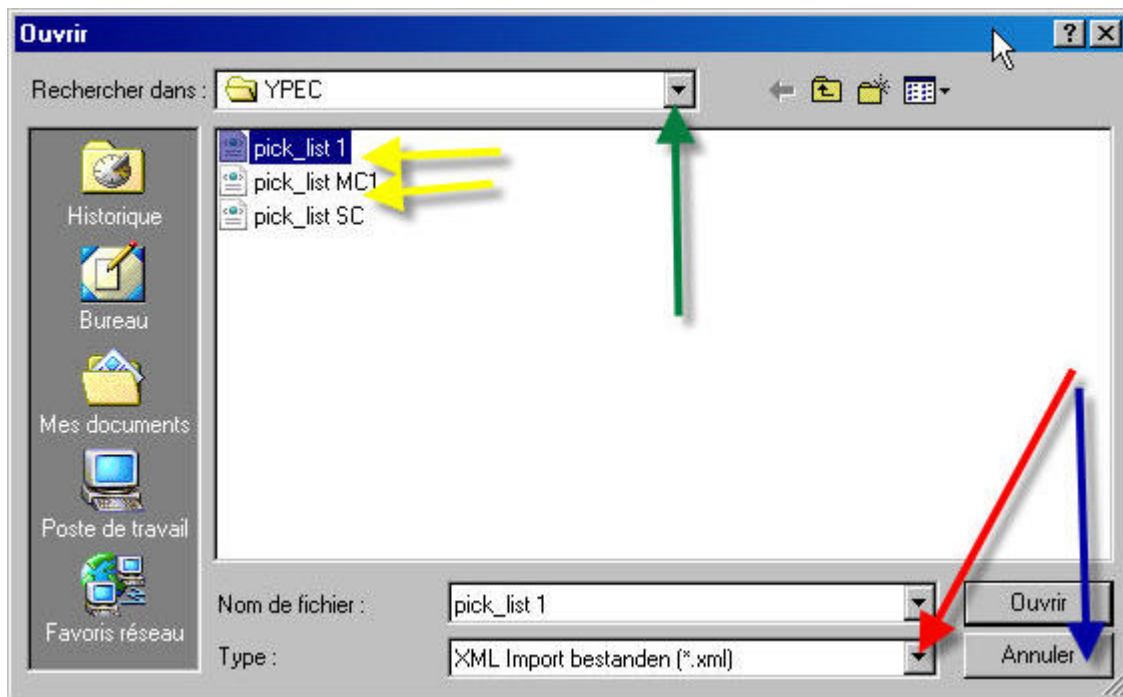 Ouvrir
Rechercher dans : YPEC
pick_list 1
pick_list MC1
pick_list SC
Historique
Bureau
Mes documents
Poste de travail
Favoris réseau
Nom de fichier : pick_list 1 Ouvrir
Type : XML Import bestanden (*.xml) Annuler